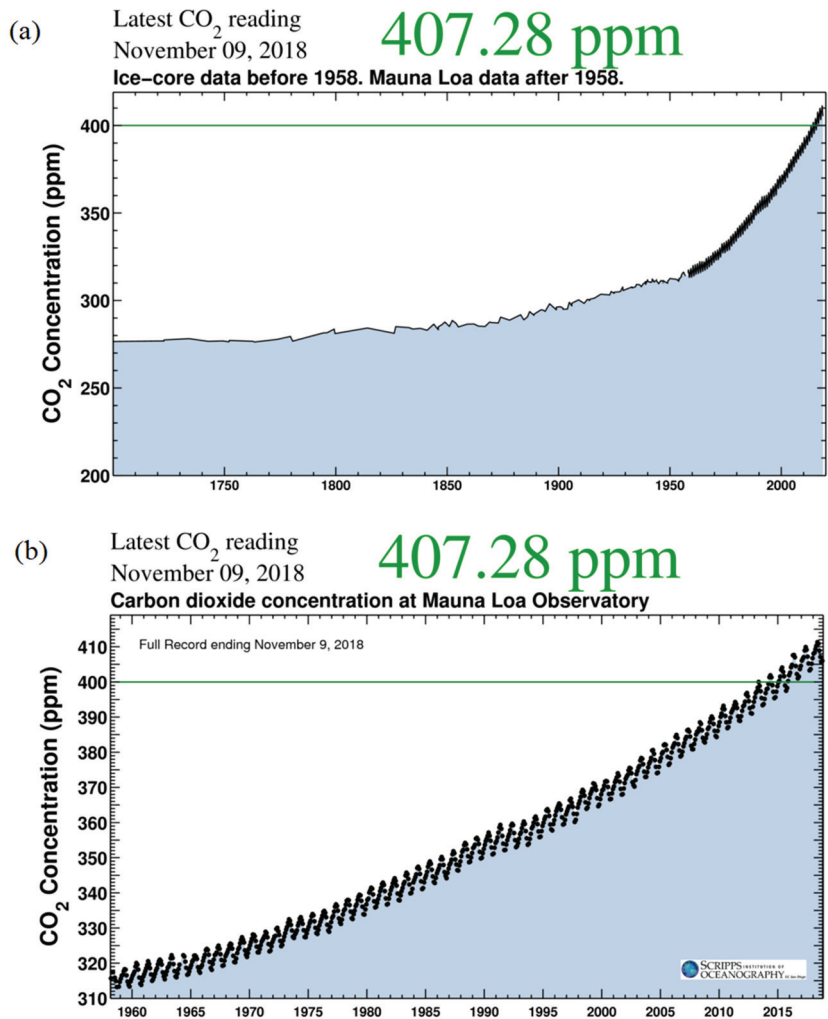 (a)
Latest CO2 reading
November 09, 2018
407.28 ppm
Ice-core data before 1958. Mauna Loa data after 1958.
CO2 Concentration (ppm)
400
350
300
250
200
1750
1800
1850
1900
1950
2000
(b)
Latest CO2 reading
November 09, 2018
407.28 ppm
Carbon dioxide concentration at Mauna Loa Observatory
Full Record ending November 9, 2018
CO2 Concentration (ppm)
410
400
390
380
370
360
350
340
330
320
310
1960
1965
1970
1975
1980
1985
1990
1995
2000
2005
2010
2015
SCRIPPS INSTITUTION OF
OCEANOGRAPHY UC San Diego